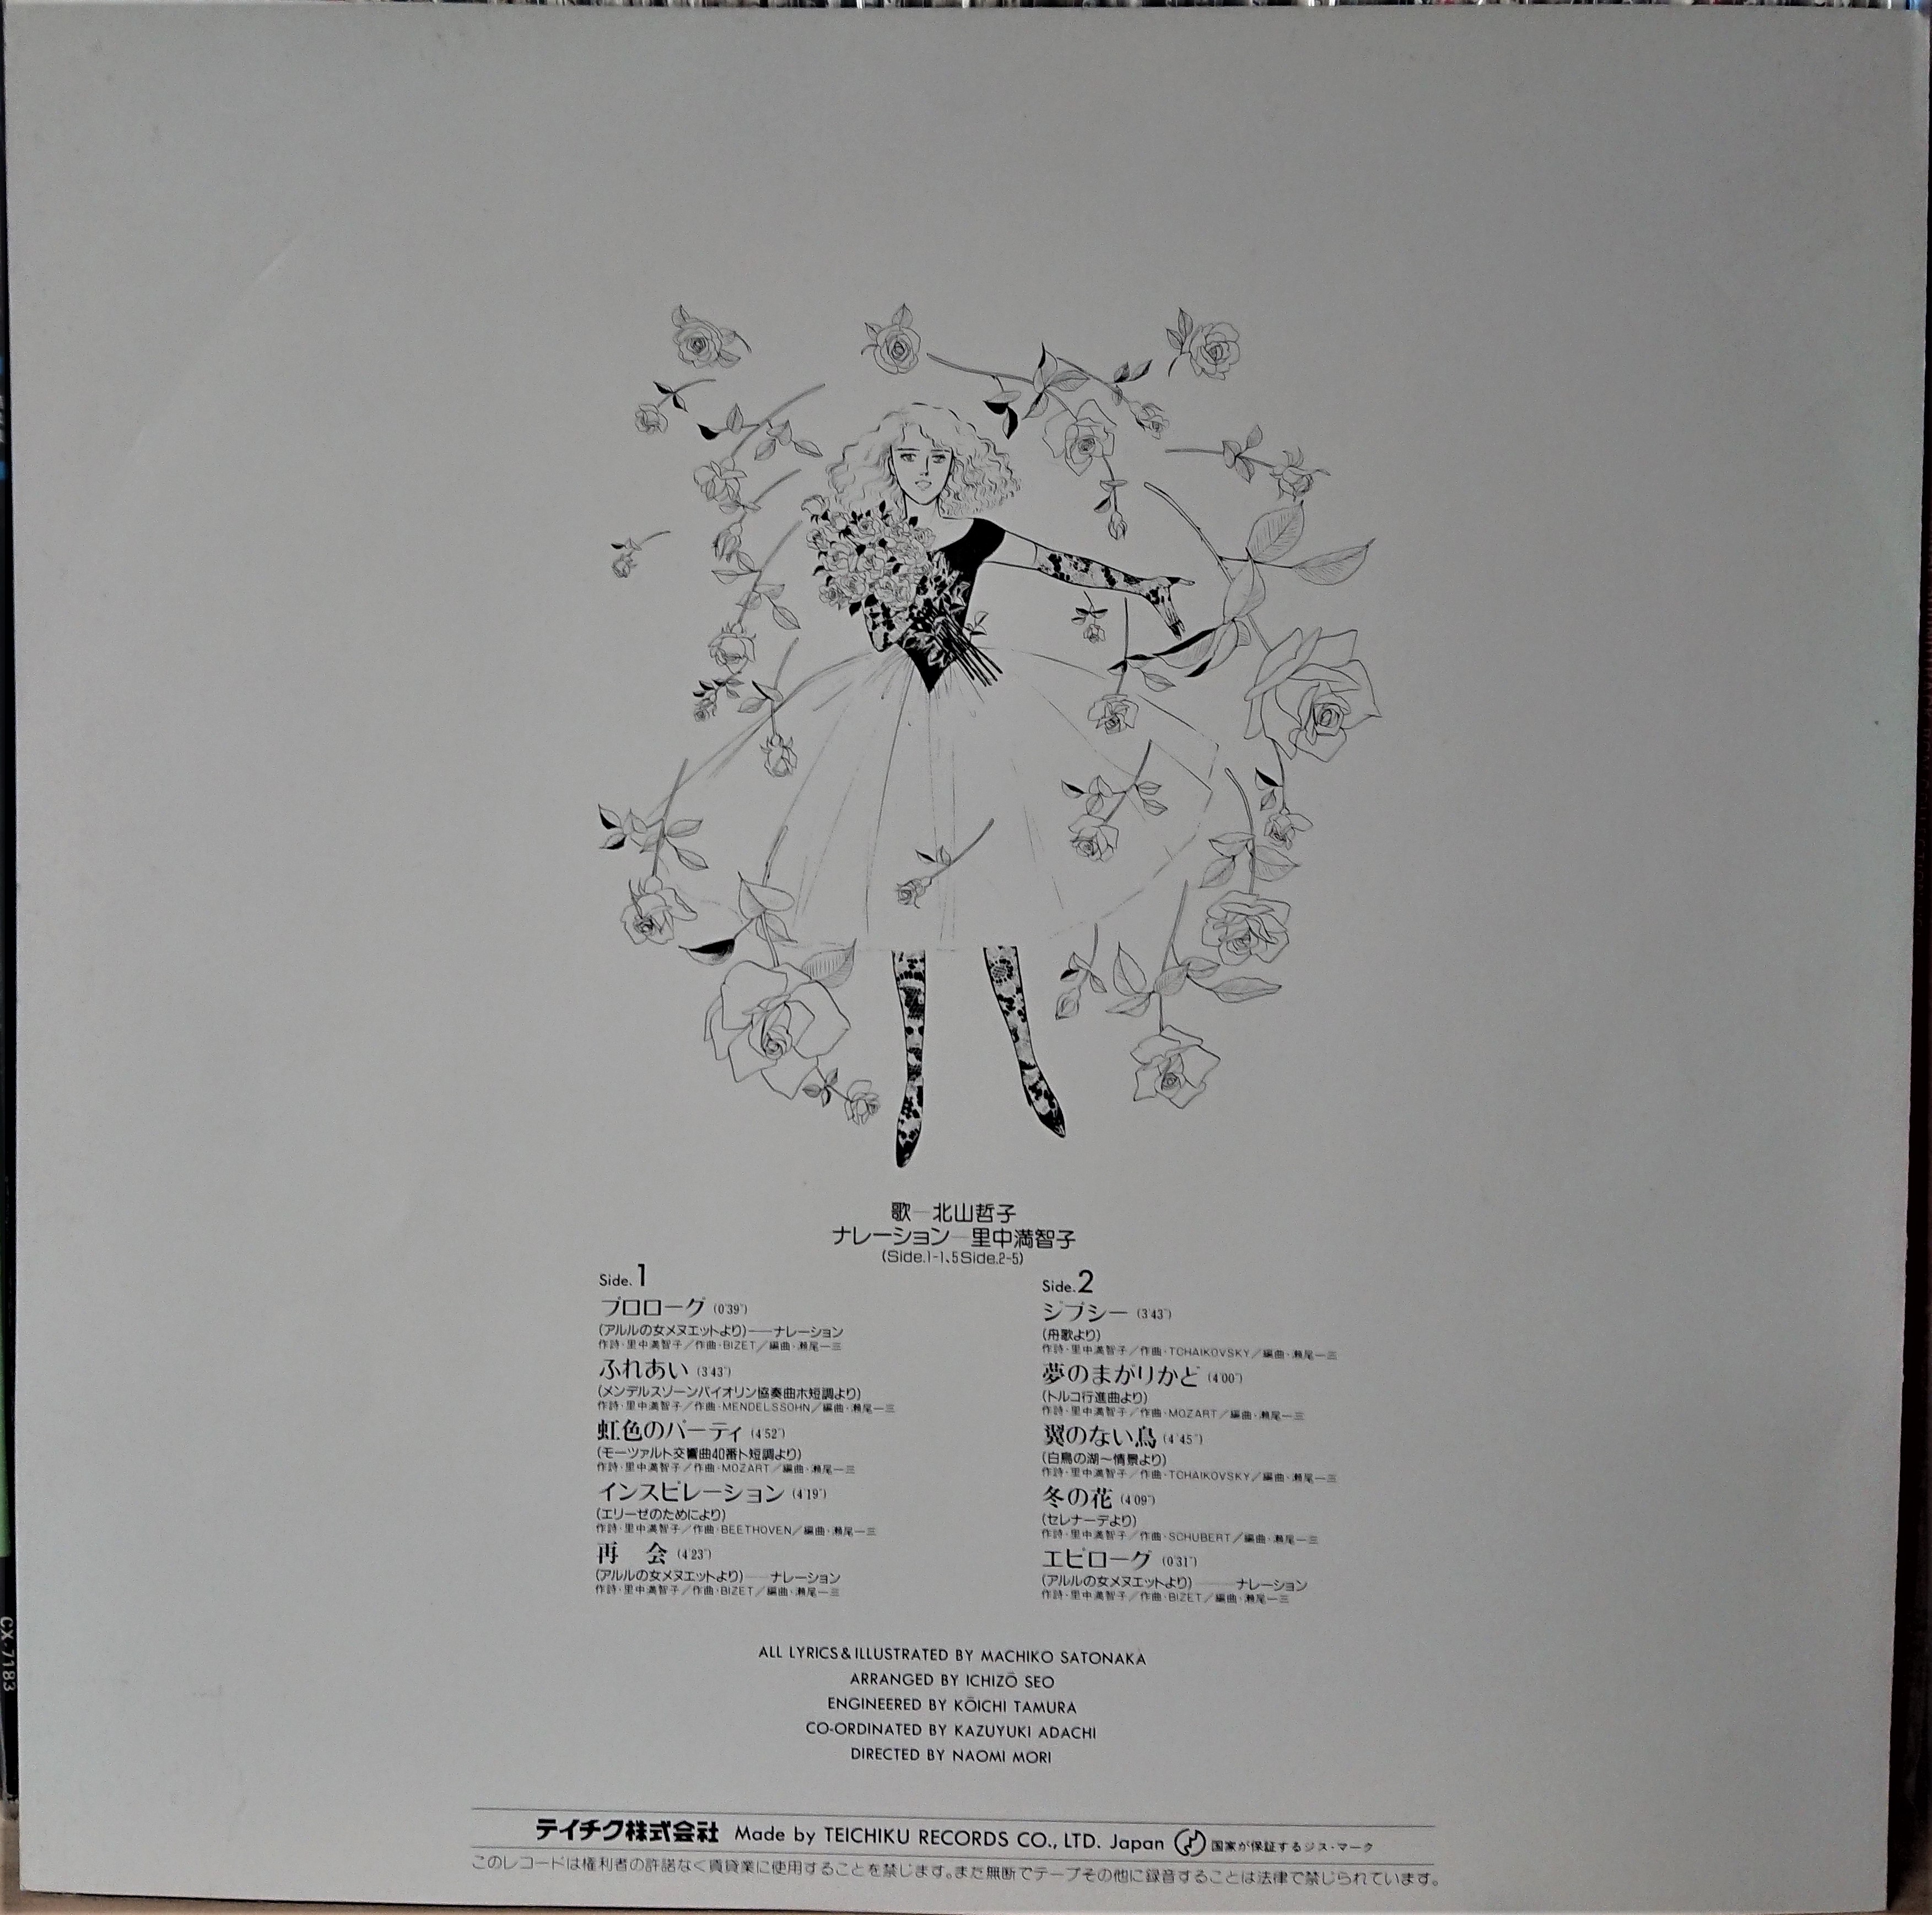 歌―北山哲子
ナレーション―里中満智子
(Side.1-1、5 Side.2-5)
Side.1
プロローグ (0'39")
(アルルの女メヌエットより)――ナレーション
作詩・里中満智子/作曲・BIZET/編曲・瀬尾一三
ふれあい (3'43")
(メンデルスゾーンバイオリン協奏曲ホ短調より)
作詩・里中満智子/作曲・MENDELSSOHN/編曲・瀬尾一三
虹色のパーティ (4'52")
(モーツァルト交響曲40番ト短調より)
作詩・里中満智子/作曲・MOZART/編曲・瀬尾一三
インスピレーション (4'19")
(エリーゼのためにより)
作詩・里中満智子/作曲・BEETHOVEN/編曲・瀬尾一三
再　会 (4'23")
(アルルの女メヌエットより)――ナレーション
作詩・里中満智子/作曲・BIZET/編曲・瀬尾一三
Side.2
ジプシー (3'43")
(舟歌より)
作詩・里中満智子/作曲・TCHAIKOVSKY/編曲・瀬尾一三
夢のまがりかど (4'00")
(トルコ行進曲より)
作詩・里中満智子/作曲・MOZART/編曲・瀬尾一三
翼のない鳥 (4'45")
(白鳥の湖〜情景より)
作詩・里中満智子/作曲・TCHAIKOVSKY/編曲・瀬尾一三
冬の花 (4'09")
(セレナーデより)
作詩・里中満智子/作曲・SCHUBERT/編曲・瀬尾一三
エピローグ (0'31")
(アルルの女メヌエットより)――ナレーション
作詩・里中満智子/作曲・BIZET/編曲・瀬尾一三
ALL LYRICS & ILLUSTRATED BY MACHIKO SATONAKA
ARRANGED BY ICHIZŌ SEO
ENGINEERED BY KŌICHI TAMURA
CO-ORDINATED BY KAZUYUKI ADACHI
DIRECTED BY NAOMI MORI
テイチク株式会社 Made by TEICHIKU RECORDS CO., LTD. Japan 国家が保証するジス・マーク
このレコードは権利者の許諾なく賃貸業に使用することを禁じます。また無断でテープその他に録音することは法律で禁じられています。
CX-7183